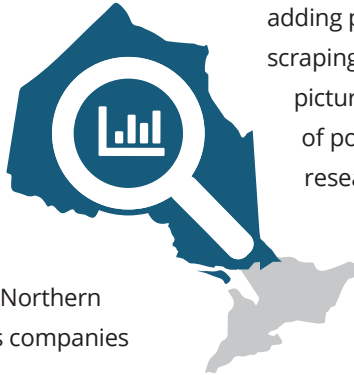 adding p
scraping
pictur
of po
resea
Northern
s companies